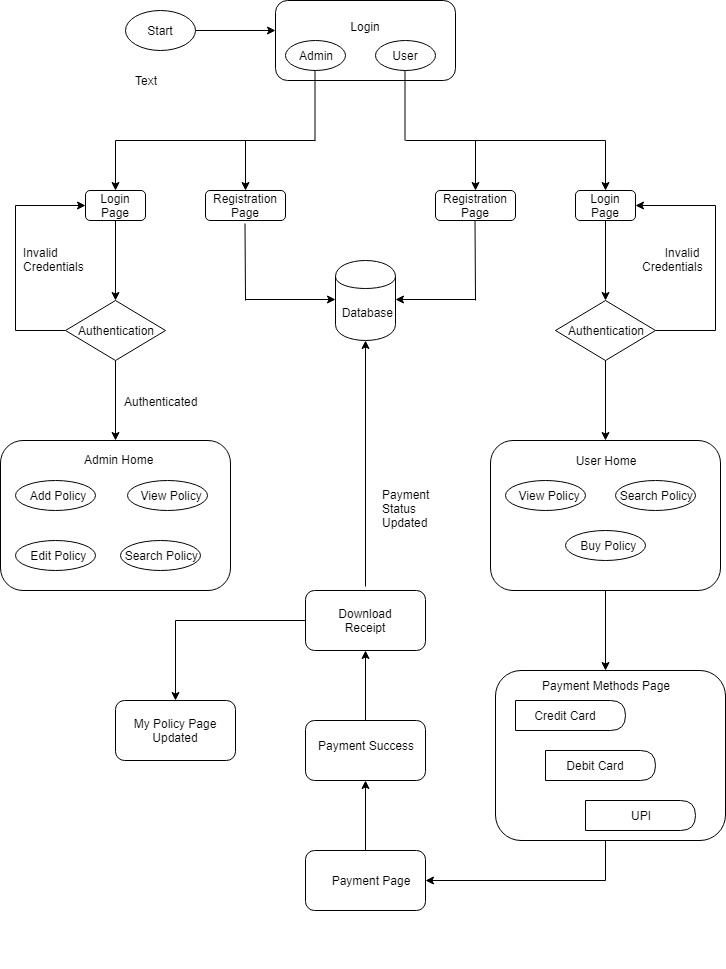 Start
Login
Admin
User
Text
Login
Page
Registration
Page
Registration
Page
Login
Page
Invalid
Credentials
Invalid
Credentials
Database
Authentication
Authentication
Authenticated
Admin Home
Add Policy
View Policy
Edit Policy
Search Policy
User Home
View Policy
Search Policy
Buy Policy
Payment
Status
Updated
Download
Receipt
My Policy Page
Updated
Payment Success
Payment Methods Page
Credit Card
Debit Card
UPI
Payment Page